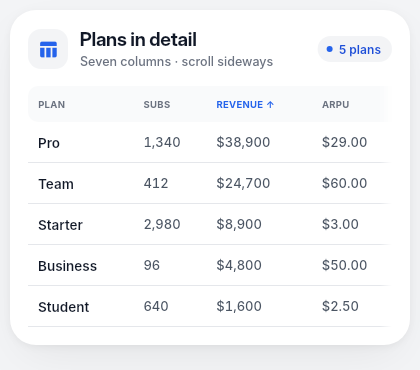 Plans in detail
Seven columns · scroll sideways
5 plans
PLAN SUBS REVENUE ↑ ARPU
Pro 1,340 $38,900 $29.00
Team 412 $24,700 $60.00
Starter 2,980 $8,900 $3.00
Business 96 $4,800 $50.00
Student 640 $1,600 $2.50